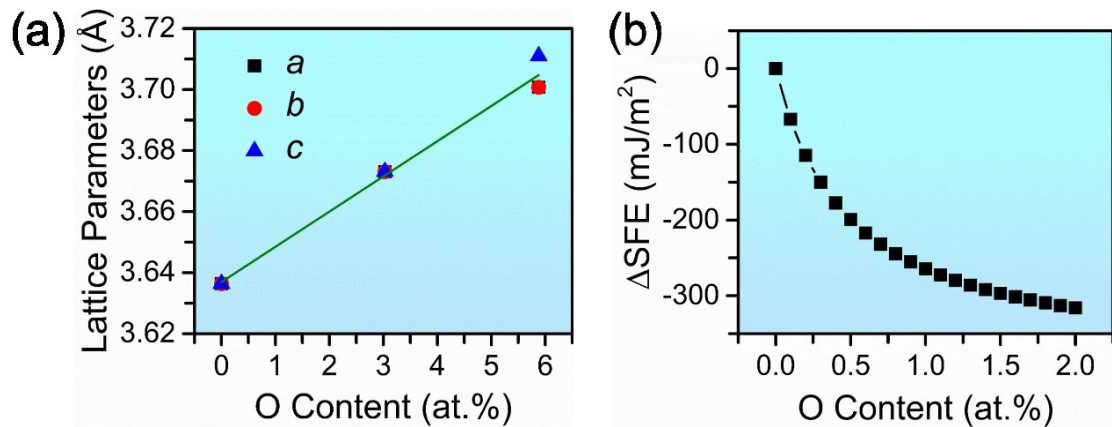 (a)
Lattice Parameters (Å)
3.72
3.70
3.68
3.66
3.64
3.62
a
b
c
0 1 2 3 4 5 6
O Content (at.%)
(b)
ΔSFE (mJ/m²)
0
-100
-200
-300
0.0 0.5 1.0 1.5 2.0
O Content (at.%)